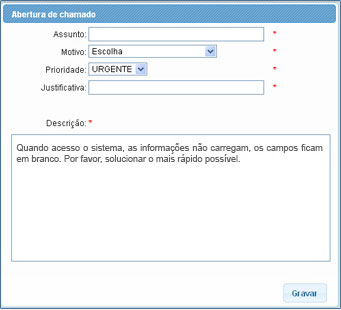 Abertura de chamado
Assunto: *
Motivo: Escolha *
Prioridade: URGENTE *
Justificativa: *
Descrição: *
Quando acesso o sistema, as informações não carregam, os campos ficam
em branco. Por favor, solucionar o mais rápido possível.
Gravar